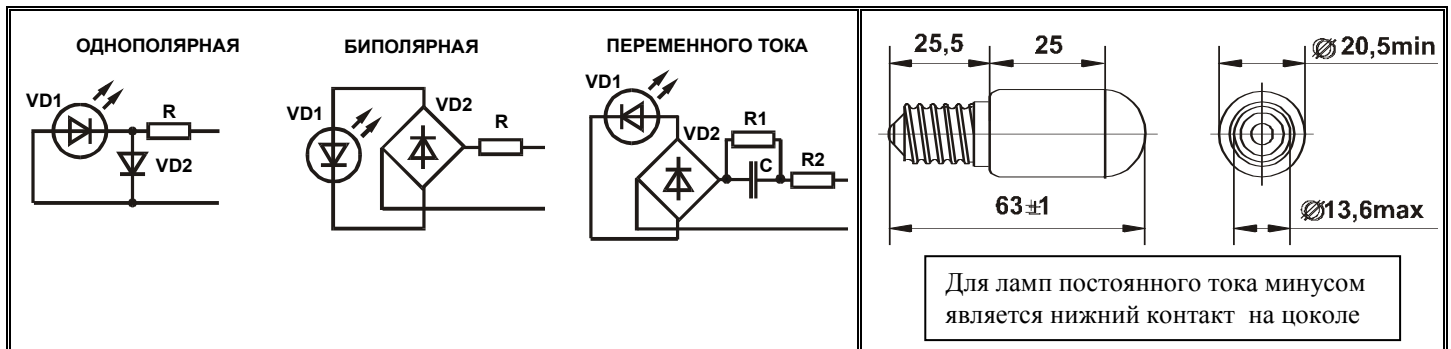 ОДНОПОЛЯРНАЯ
VD1
R
VD2
БИПОЛЯРНАЯ
VD1
VD2
R
ПЕРЕМЕННОГО ТОКА
VD1
VD2
R1
C
R2
25,5
25
Ø 20,5min
63±1
Ø13,6max
Для ламп постоянного тока минусом
является нижний контакт на цоколе